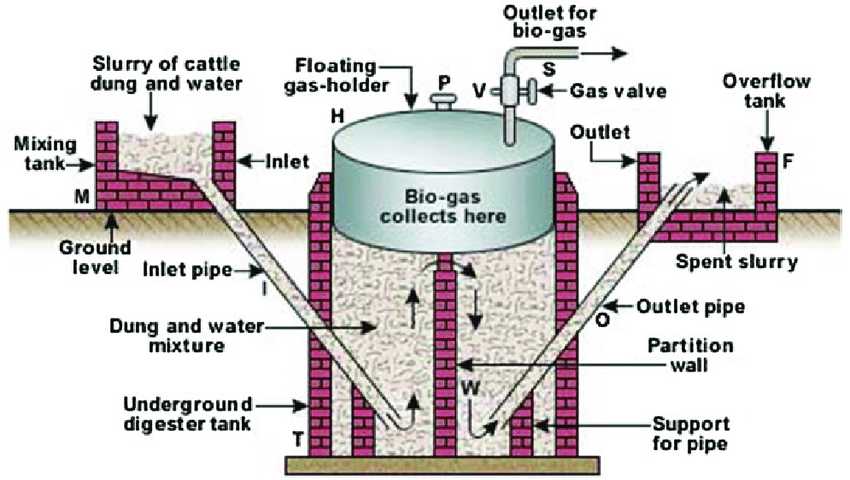 Outlet for
bio-gas
Slurry of cattle
dung and water
Floating
gas-holder
P
S
V
Gas valve
Overflow
tank
H
Outlet
Mixing
tank
Inlet
F
M
Bio-gas
collects here
Ground
level
Inlet pipe
I
Spent slurry
Outlet pipe
O
Dung and water
mixture
Partition
wall
W
Underground
digester tank
T
Support
for pipe